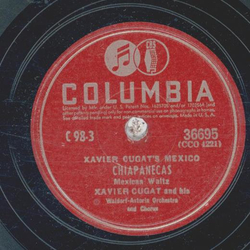 CBS
COLUMBIA
C 98-3
36695
(CCO 4221)
XAVIER CUGAT'S MEXICO
CHIAPANECAS
Mexican Waltz
XAVIER CUGAT and his
Waldorf-Astoria Orchestra
and Chorus